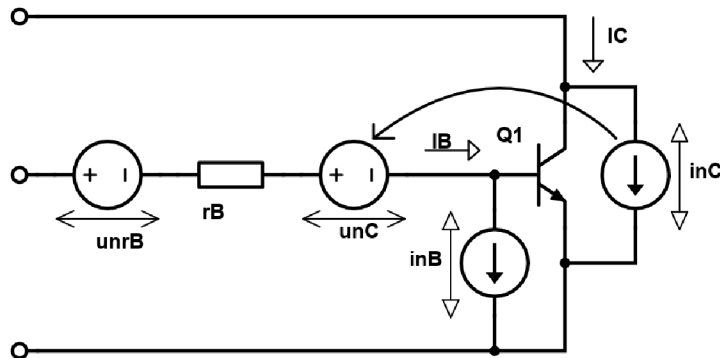 IC
Q1
IB
inC
+ -
+ -
rB
unrB
unC
inB